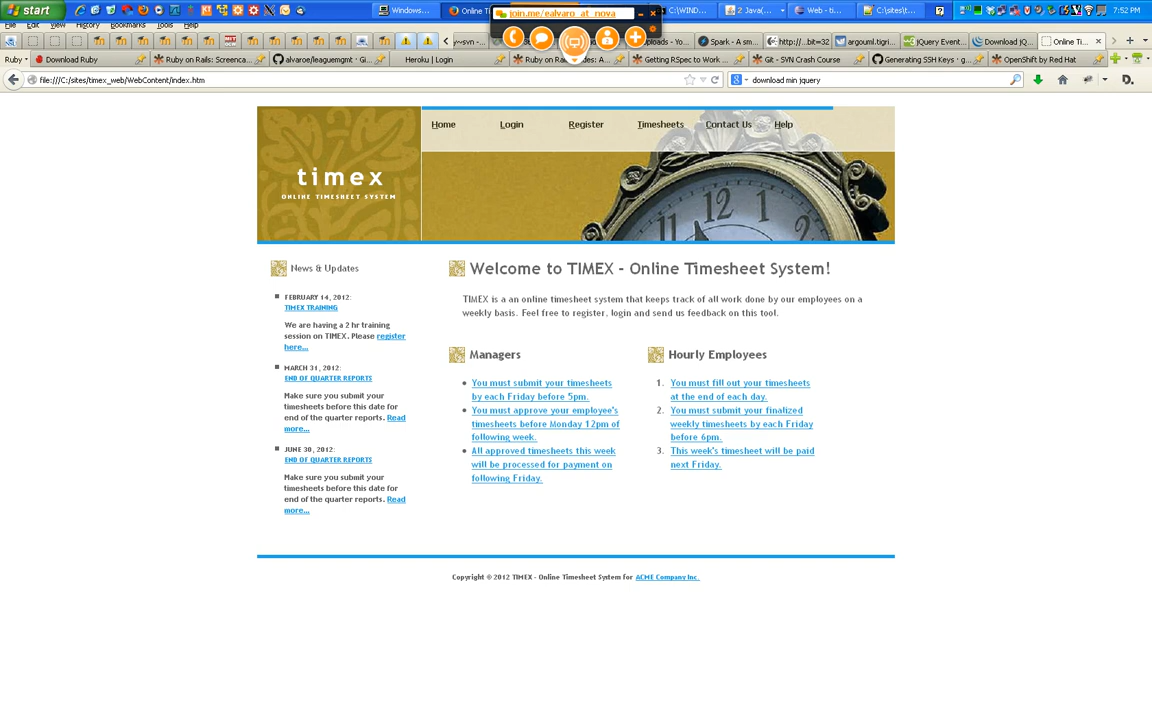 start
Windows...
Online Ti
join.me/ealvaro_at_nova
C:\WIND
2 Java(...
Web - ti...
C:\sites\t...
7:52 PM
File Edit View History Bookmarks Tools Help
y~svn -...
ploads - Yo...
Spark - A sm...
http://...bit=32
argouml.tigri...
jQuery Event...
Download jQ...
Online Ti...
Ruby
Download Ruby
Ruby on Rails: Screenca...
alvaroe/leaguemgmt · Gi...
Heroku | Login
Getting RSpec to Work ...
Git - SVN Crash Course
Generating SSH Keys · g...
OpenShift by Red Hat
file:///C:/sites/timex_web/WebContent/index.htm
download min jquery
D.
Home Login Register Timesheets Contact Us Help
timex
ONLINE TIMESHEET SYSTEM
12 1
News & Updates
FEBRUARY 14, 2012:
TIMEX TRAINING
We are having a 2 hr training
session on TIMEX. Please register
here...
MARCH 31, 2012:
END OF QUARTER REPORTS
Make sure you submit your
timesheets before this date for
end of the quarter reports. Read
more...
JUNE 30, 2012:
END OF QUARTER REPORTS
Make sure you submit your
timesheets before this date for
end of the quarter reports. Read
more...
Welcome to TIMEX - Online Timesheet System!
TIMEX is a an online timesheet system that keeps track of all work done by our employees on a
weekly basis. Feel free to register, login and send us feedback on this tool.
Managers
You must submit your timesheets
by each Friday before 5pm.
You must approve your employee's
timesheets before Monday 12pm of
following week.
All approved timesheets this week
will be processed for payment on
following Friday.
Hourly Employees
1. You must fill out your timesheets
at the end of each day.
2. You must submit your finalized
weekly timesheets by each Friday
before 6pm.
3. This week's timesheet will be paid
next Friday.
Copyright © 2012 TIMEX - Online Timesheet System for ACME Company Inc.